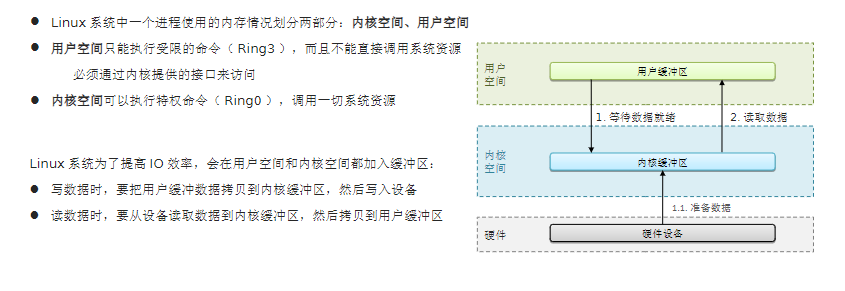 ● Linux 系统中一个进程使用的内存情况划分两部分：内核空间、用户空间
● 用户空间只能执行受限的命令（ Ring3 ），而且不能直接调用系统资源
必须通过内核提供的接口来访问
● 内核空间可以执行特权命令（ Ring0 ），调用一切系统资源
Linux 系统为了提高 IO 效率，会在用户空间和内核空间都加入缓冲区：
● 写数据时，要把用户缓冲数据拷贝到内核缓冲区，然后写入设备
● 读数据时，要从设备读取数据到内核缓冲区，然后拷贝到用户缓冲区
用户
空间
用户缓冲区
1. 等待数据就绪
2. 读取数据
内核
空间
内核缓冲区
1.1. 准备数据
硬件
硬件设备